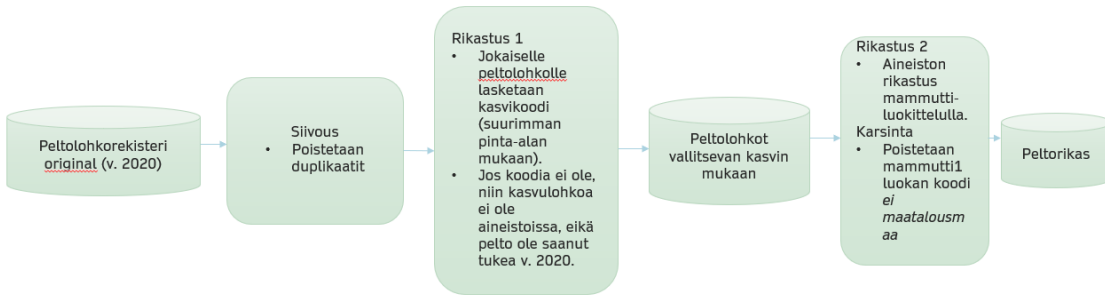 Peltolohkorekisteri
original (v. 2020)
Siivous
• Poistetaan
duplikaatit
Rikastus 1
• Jokaiselle
peltolohkolle
lasketaan
kasvikoodi
(suurimman
pinta-alan
mukaan).
• Jos koodia ei ole,
niin kasvulohkoa
ei ole
aineistoissa, eikä
pelto ole saanut
tukea v. 2020.
Peltolohkot
vallitsevan kasvin
mukaan
Rikastus 2
• Aineiston
rikastus
mammutti-
luokittelulla.
Karsinta
• Poistetaan
mammutti1
luokan koodi
ei
maatalousm
aa
Peltorikas